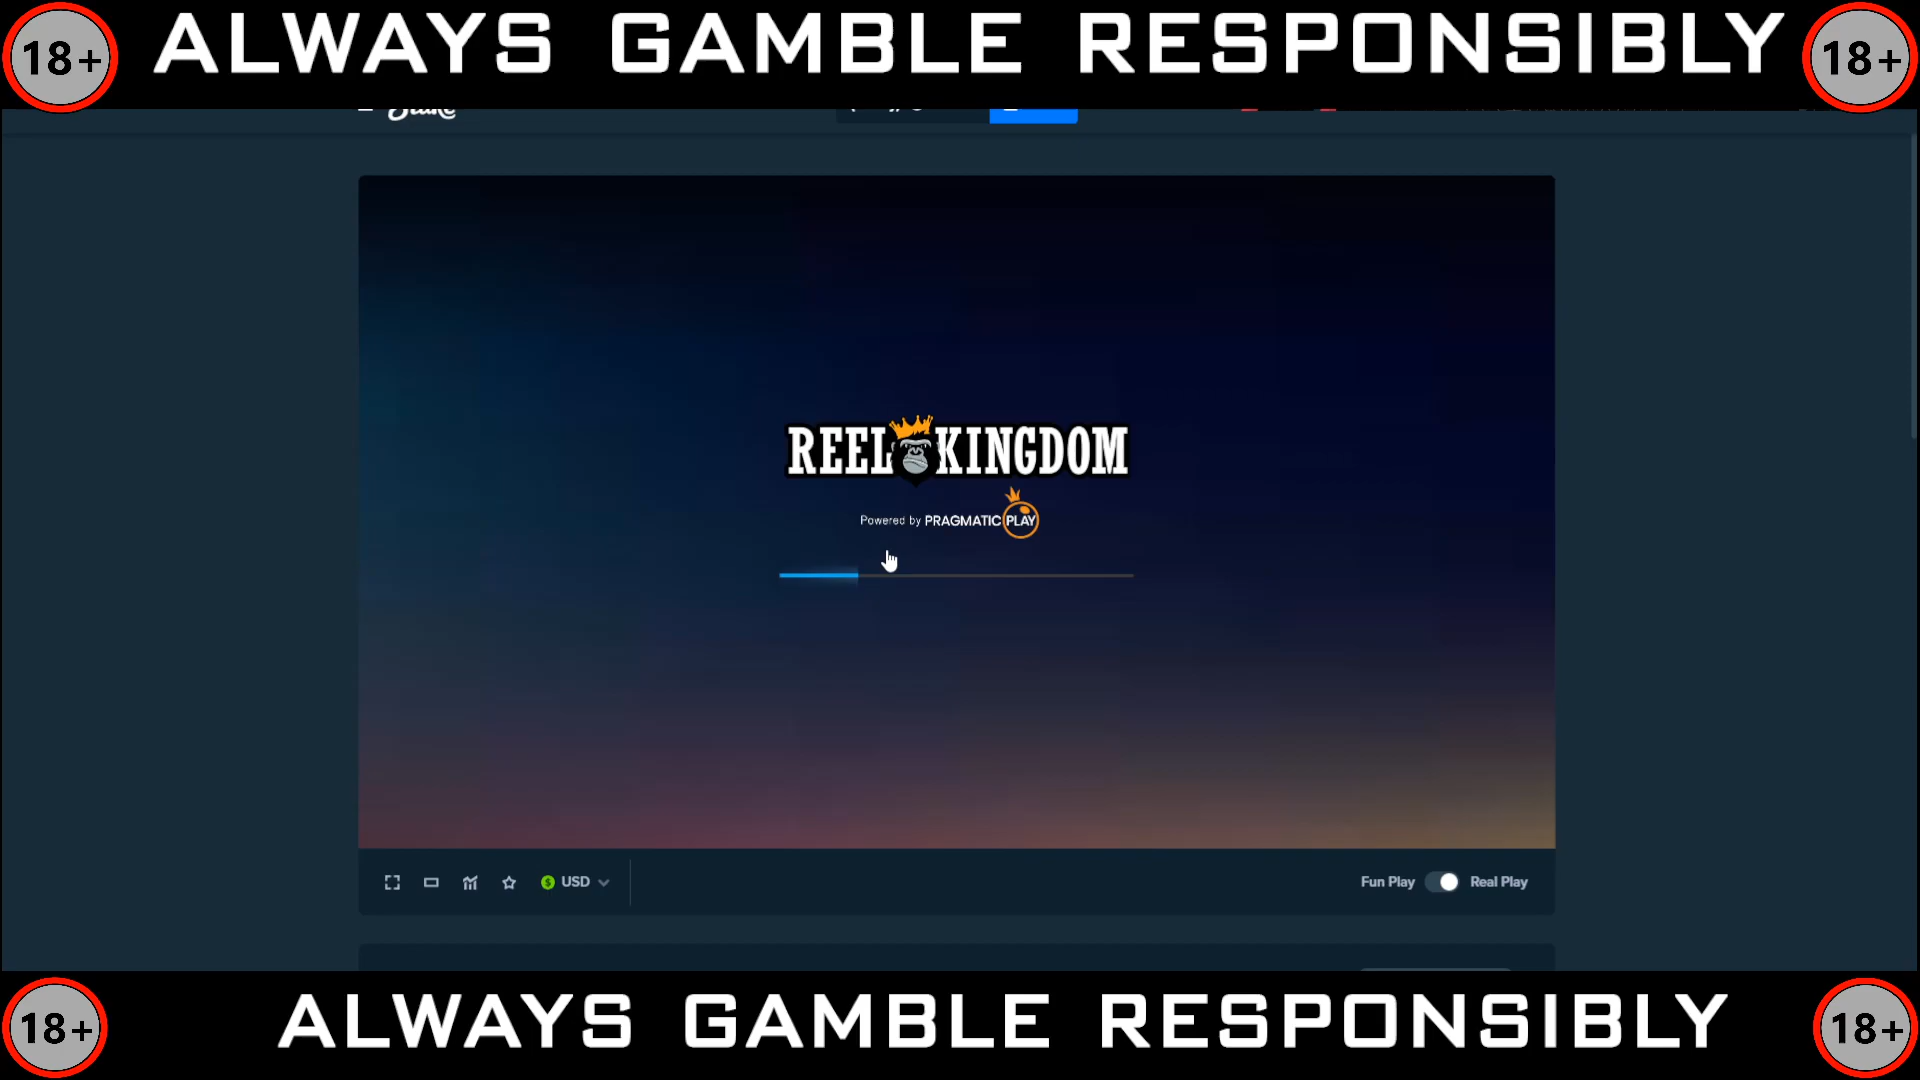 18+ ALWAYS GAMBLE RESPONSIBLY 18+
Stake
REEL KINGDOM
Powered by PRAGMATIC PLAY
USD
Fun Play Real Play
18+ ALWAYS GAMBLE RESPONSIBLY 18+